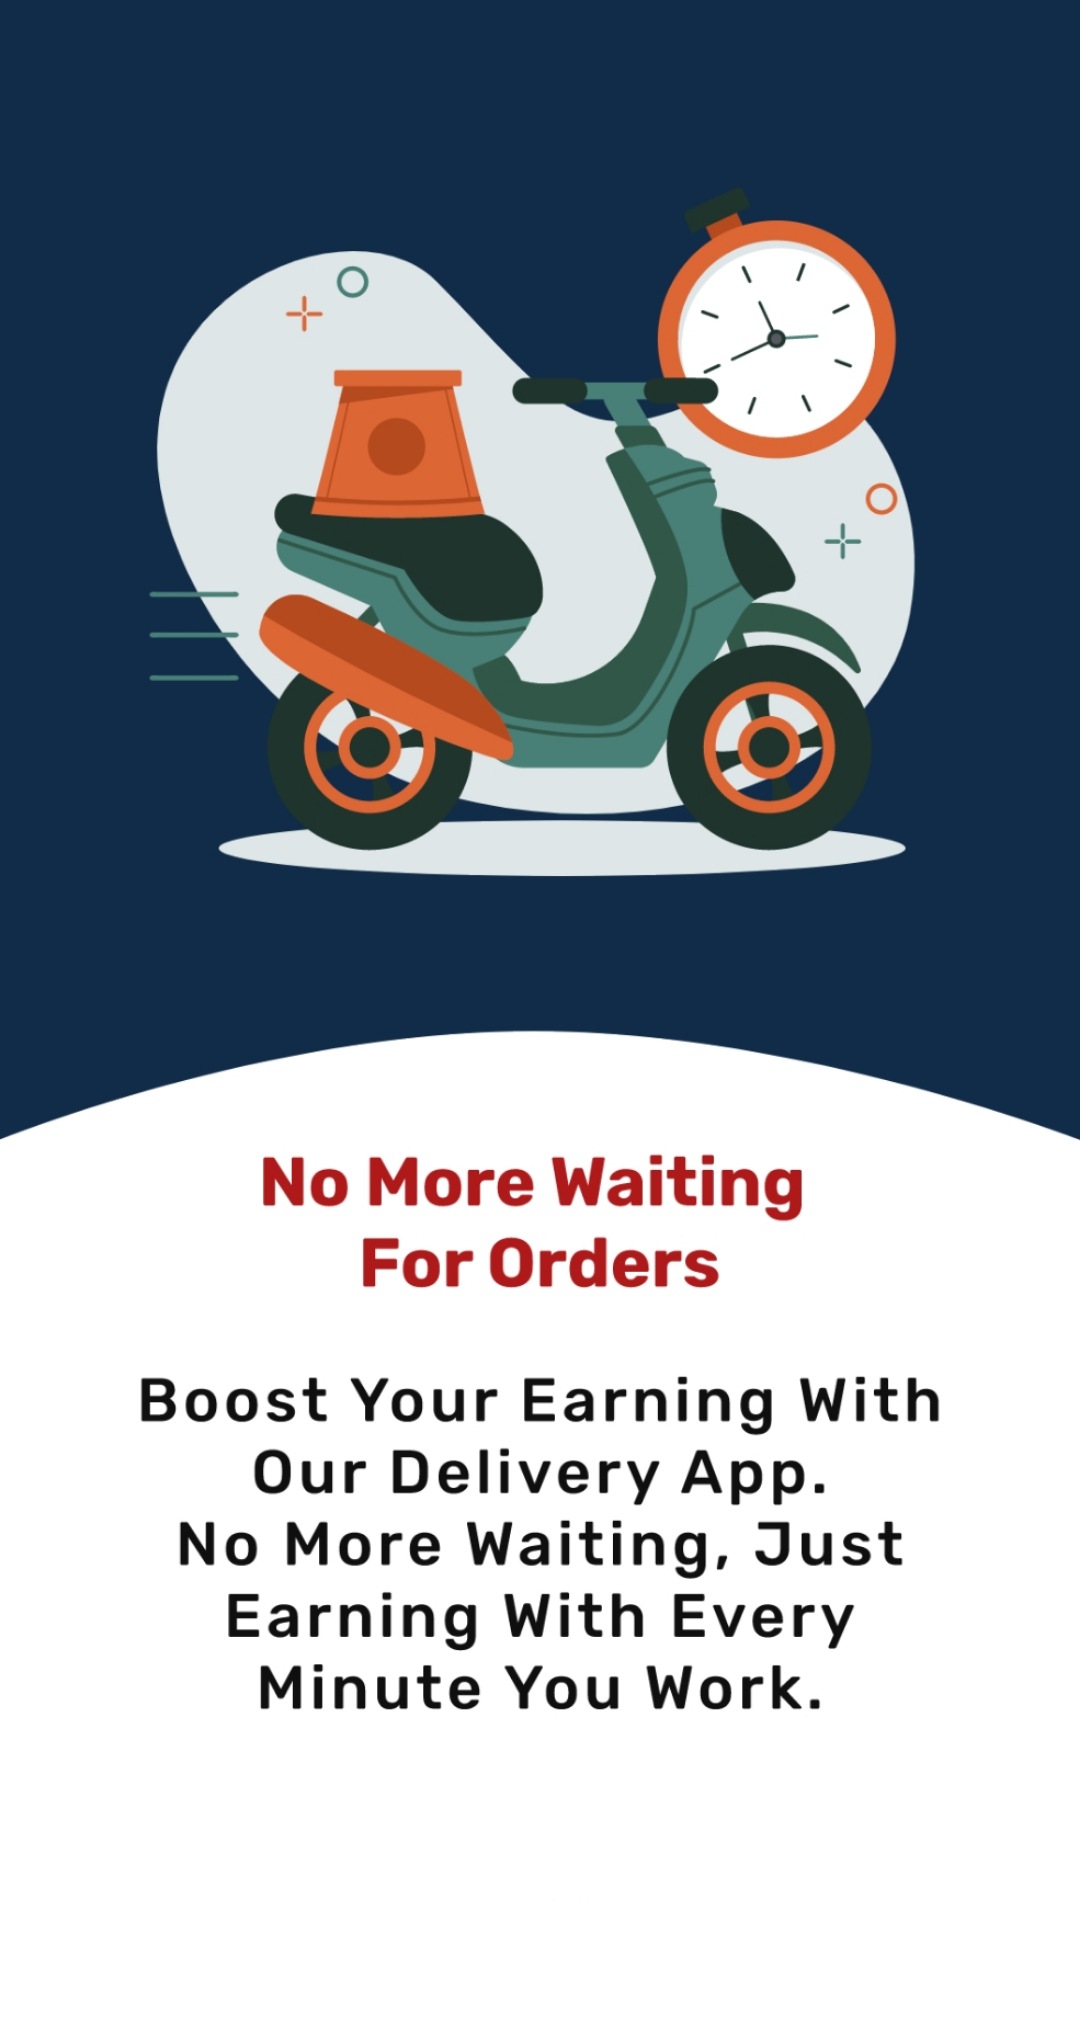 No More Waiting
For Orders
Boost Your Earning With
Our Delivery App.
No More Waiting, Just
Earning With Every
Minute You Work.